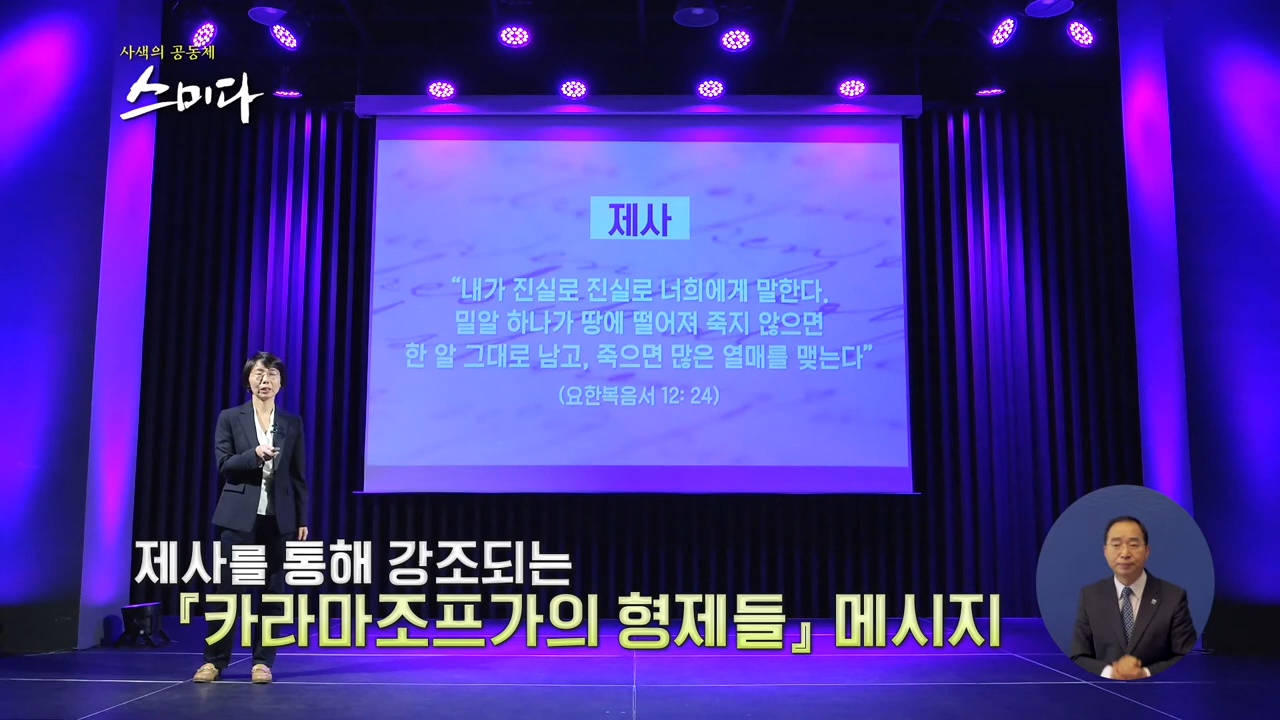 사색의 공동체
스미다
제사
“내가 진실로 진실로 너희에게 말한다.
밀알 하나가 땅에 떨어져 죽지 않으면
한 알 그대로 남고, 죽으면 많은 열매를 맺는다”
(요한복음서 12: 24)
제사를 통해 강조되는
『카라마조프가의 형제들』 메시지